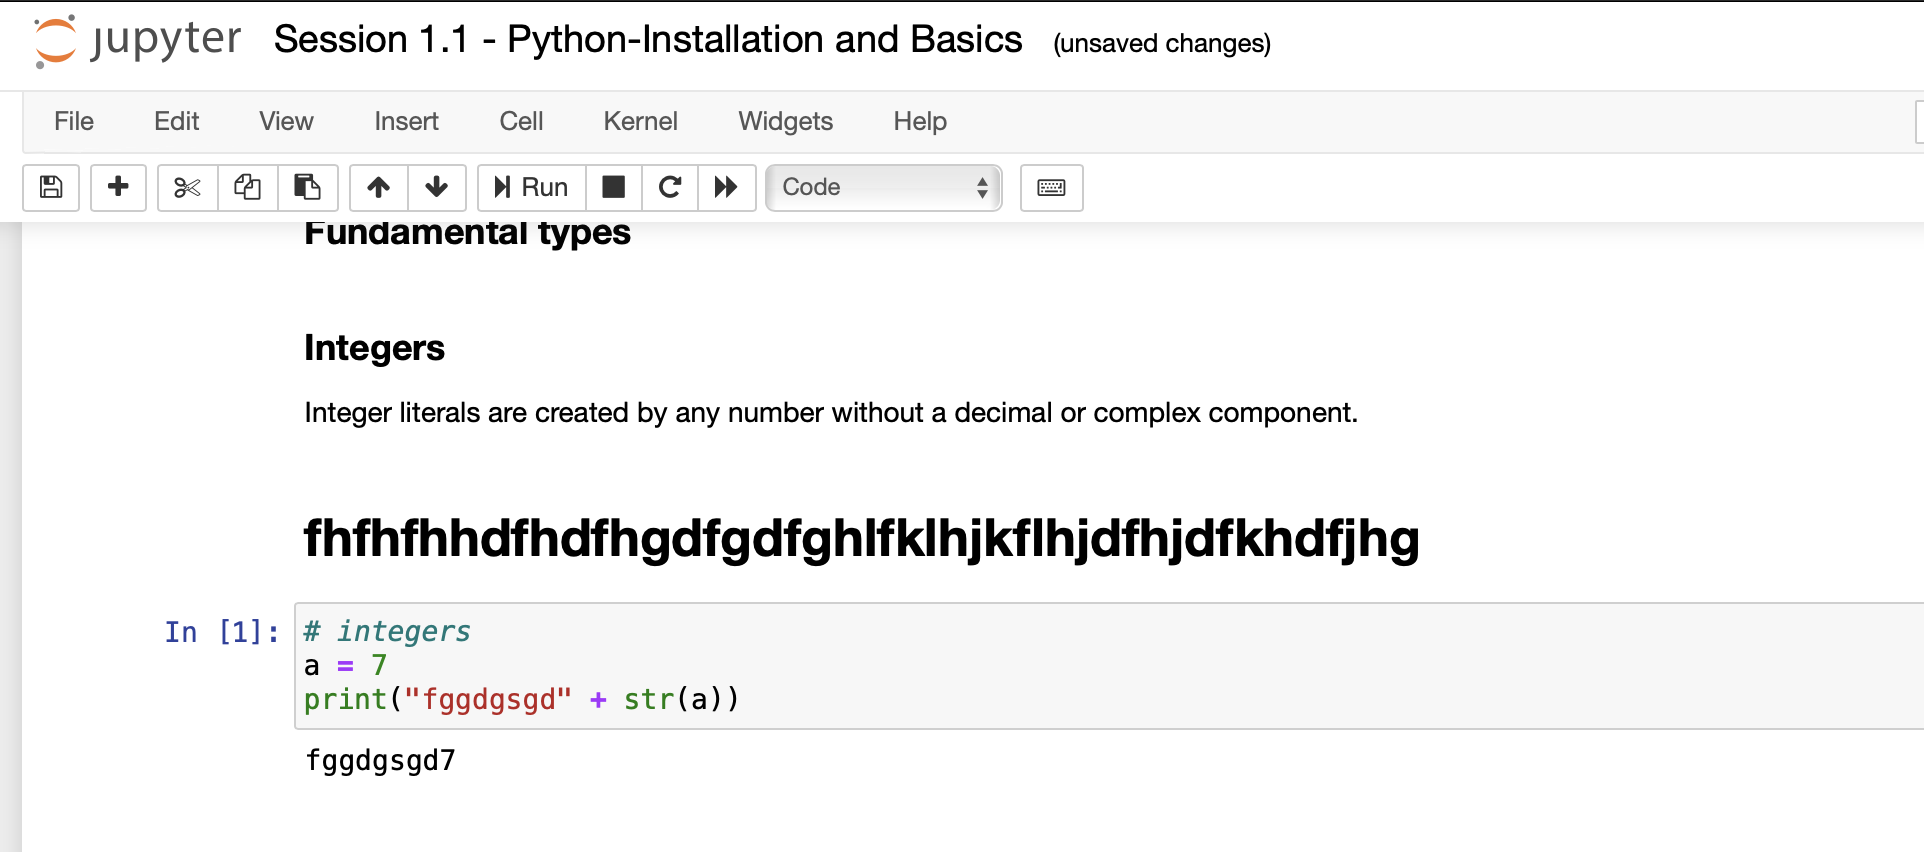 jupyter Session 1.1 - Python-Installation and Basics (unsaved changes)
File Edit View Insert Cell Kernel Widgets Help
Run Code
Fundamental types
Integers
Integer literals are created by any number without a decimal or complex component.
fhfhfhhdfhdfhgdfgdfghlfklhjkflhjdfhjdfkhdfjhg
In [1]: # integers
a = 7
print("fggdgsgd" + str(a))
fggdgsgd7